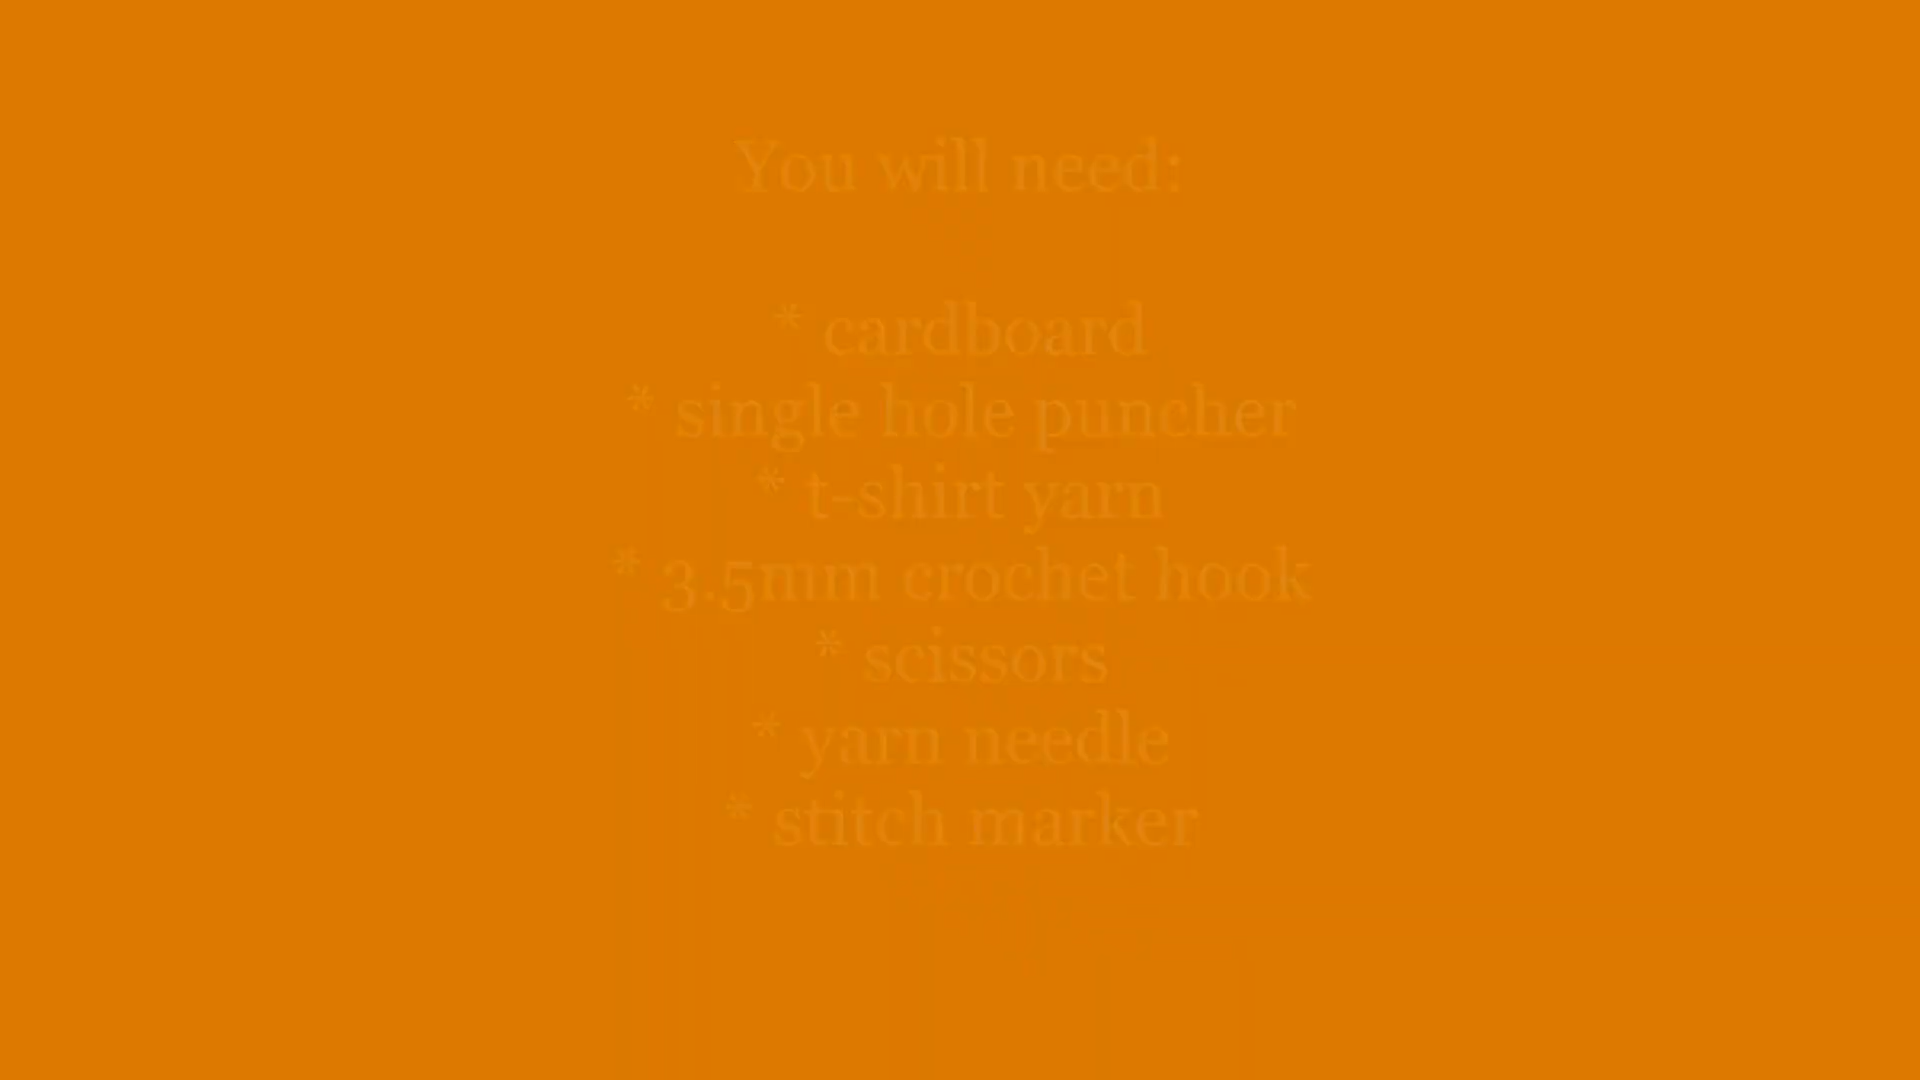 You will need:
* cardboard
* single hole puncher
* t-shirt yarn
* 3.5mm crochet hook
* scissors
* yarn needle
* stitch marker